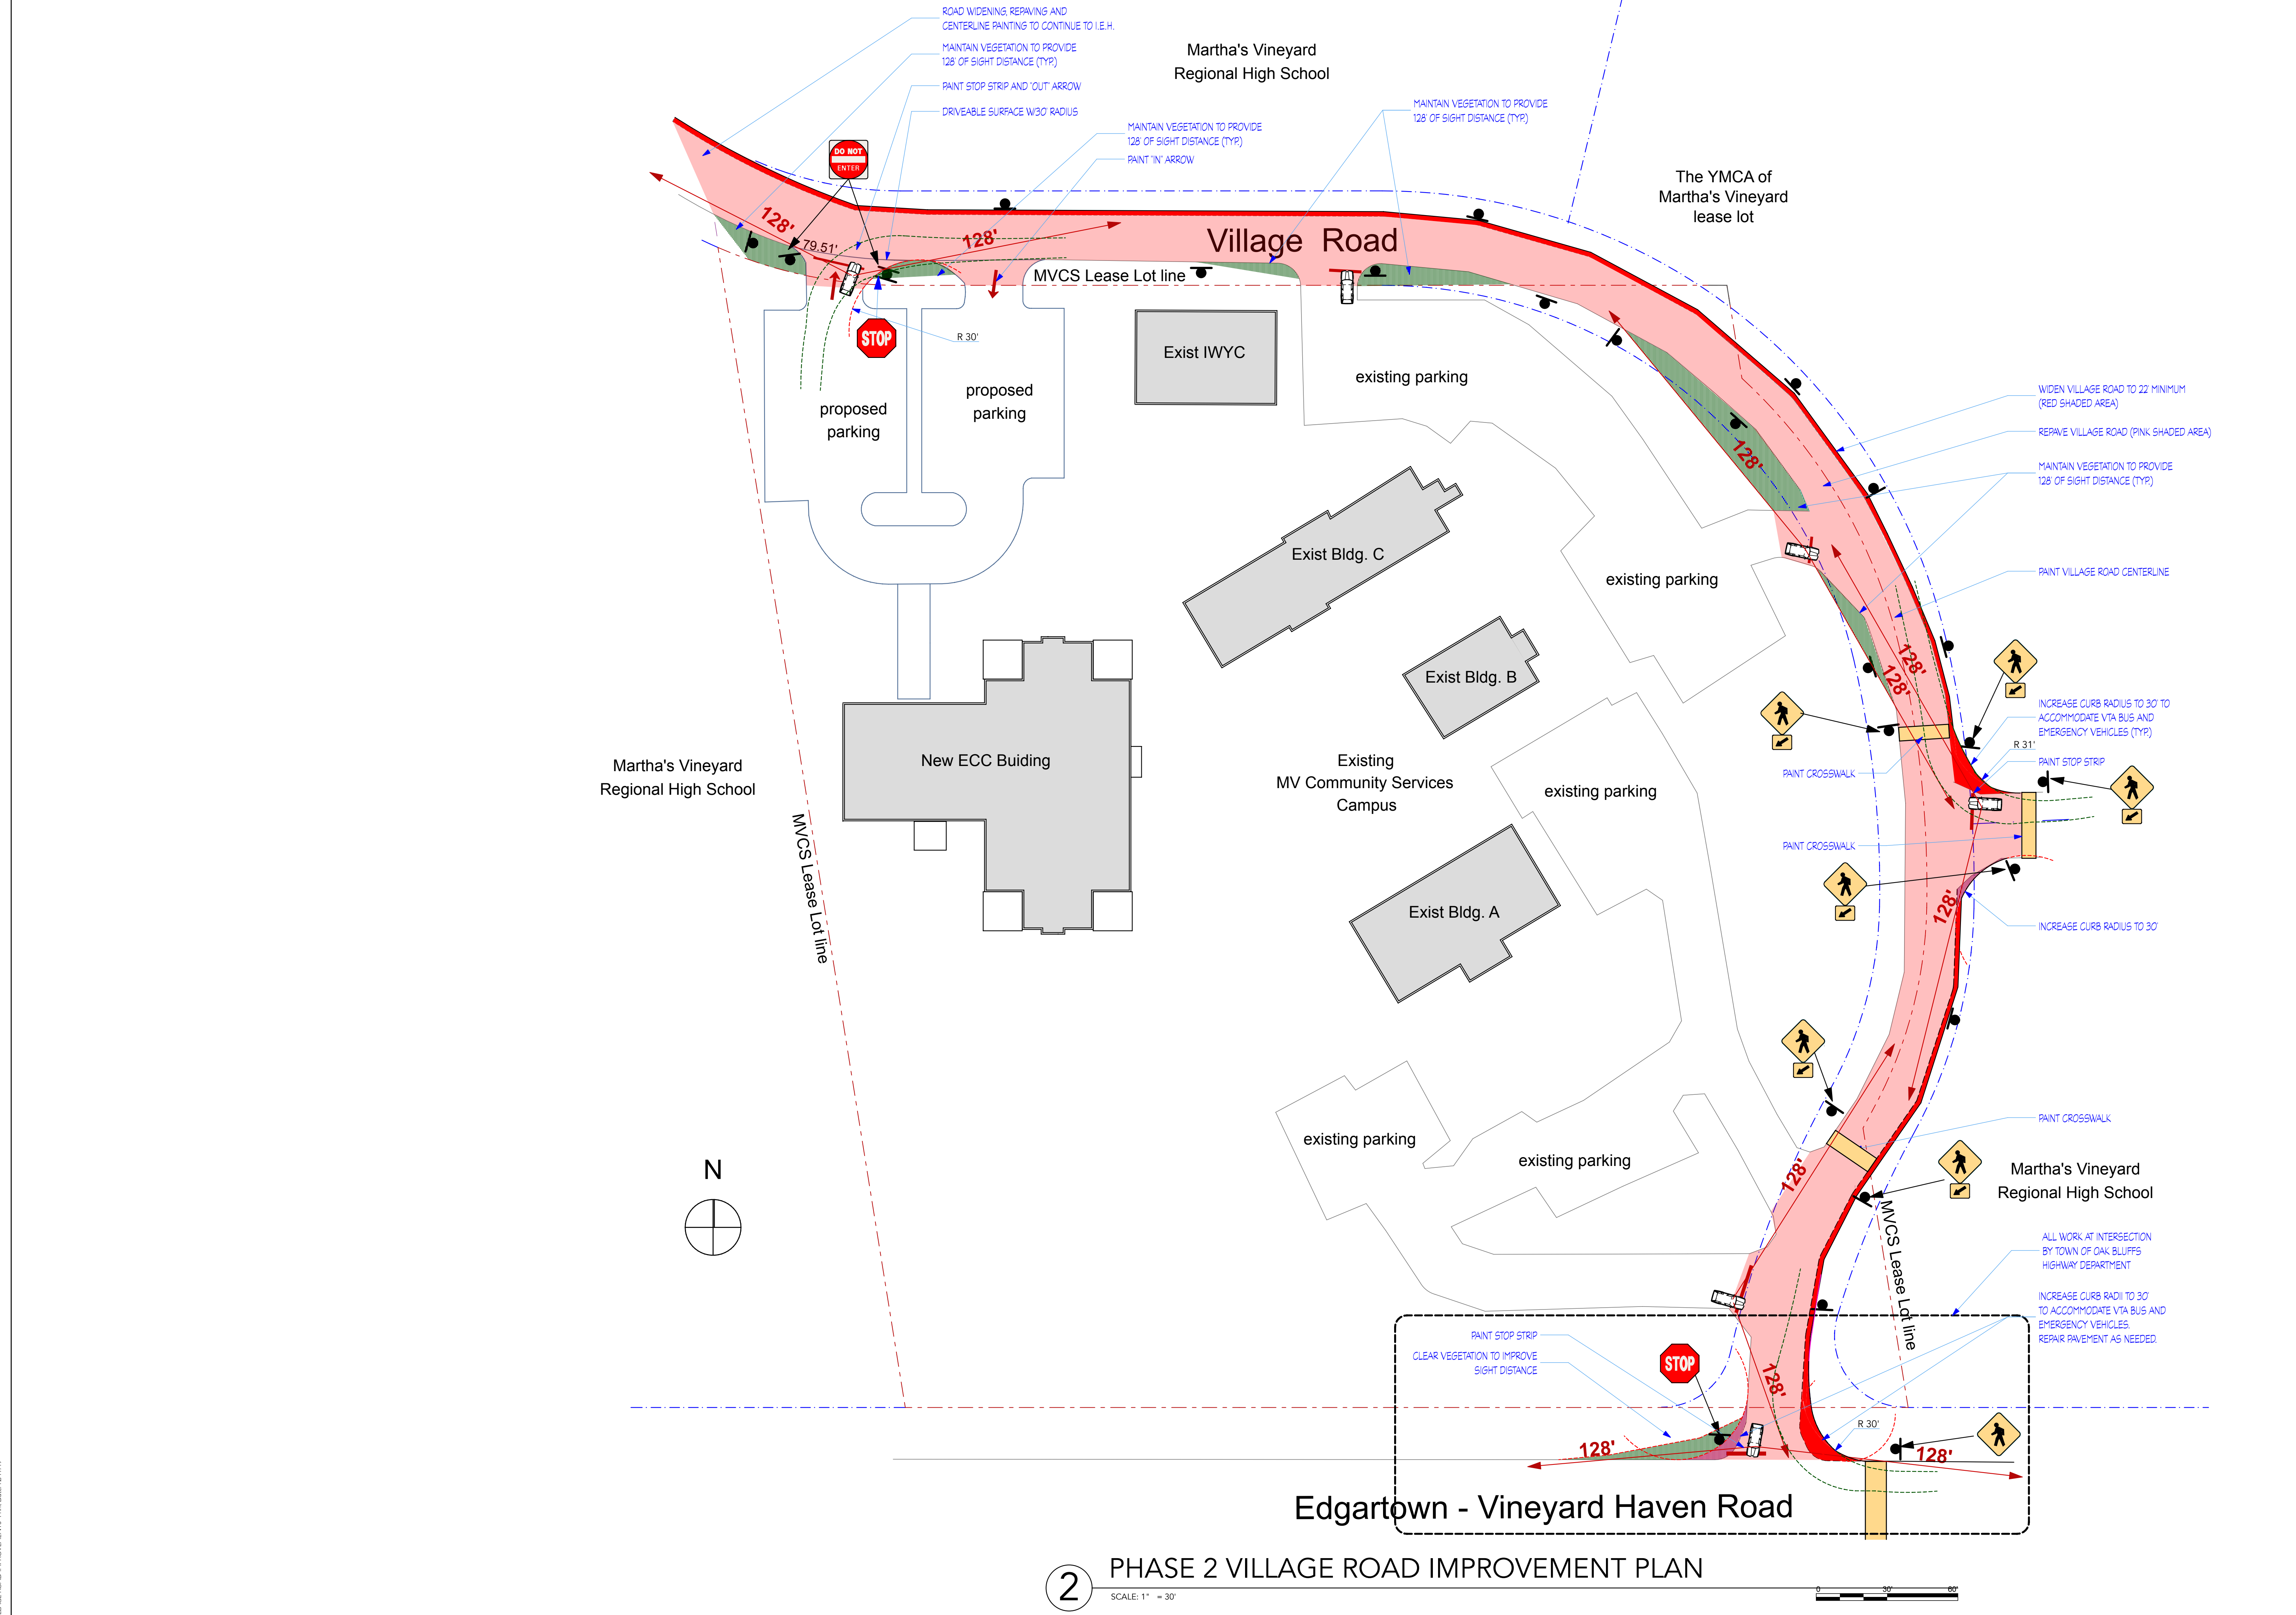 ROAD WIDENING, REPAVING AND
CENTERLINE PAINTING TO CONTINUE TO I.E.H.
MAINTAIN VEGETATION TO PROVIDE
128' OF SIGHT DISTANCE (TYP.)
PAINT STOP STRIP AND "OUT" ARROW
DRIVEABLE SURFACE W/30' RADIUS
Martha's Vineyard
Regional High School
MAINTAIN VEGETATION TO PROVIDE
128' OF SIGHT DISTANCE (TYP.)
PAINT "IN" ARROW
MAINTAIN VEGETATION TO PROVIDE
128' OF SIGHT DISTANCE (TYP.)
The YMCA of
Martha's Vineyard
lease lot
DO NOT
ENTER
128'
79.51'
128'
Village Road
MVCS Lease Lot line
STOP
R 30'
Exist IWYC
existing parking
proposed
parking
proposed
parking
WIDEN VILLAGE ROAD TO 22' MINIMUM
(RED SHADED AREA)
REPAVE VILLAGE ROAD (PINK SHADED AREA)
MAINTAIN VEGETATION TO PROVIDE
128' OF SIGHT DISTANCE (TYP.)
128'
Exist Bldg. C
existing parking
PAINT VILLAGE ROAD CENTERLINE
128'
128'
Exist Bldg. B
INCREASE CURB RADIUS TO 30' TO
ACCOMMODATE VTA BUS AND
EMERGENCY VEHICLES (TYP.)
R 31'
PAINT STOP STRIP
PAINT CROSSWALK
Martha's Vineyard
Regional High School
New ECC Buiding
Existing
MV Community Services
Campus
existing parking
PAINT CROSSWALK
MVCS Lease Lot line
Exist Bldg. A
128'
INCREASE CURB RADIUS TO 30'
PAINT CROSSWALK
existing parking
existing parking
128'
Martha's Vineyard
Regional High School
N
MVCS Lease Lot line
ALL WORK AT INTERSECTION
BY TOWN OF OAK BLUFFS
HIGHWAY DEPARTMENT
INCREASE CURB RADII TO 30'
TO ACCOMMODATE VTA BUS AND
EMERGENCY VEHICLES.
REPAIR PAVEMENT AS NEEDED.
PAINT STOP STRIP
CLEAR VEGETATION TO IMPROVE
SIGHT DISTANCE
STOP
128'
R 30'
128'
128'
Edgartown - Vineyard Haven Road
2
PHASE 2 VILLAGE ROAD IMPROVEMENT PLAN
SCALE: 1" = 30'
0 30' 60'